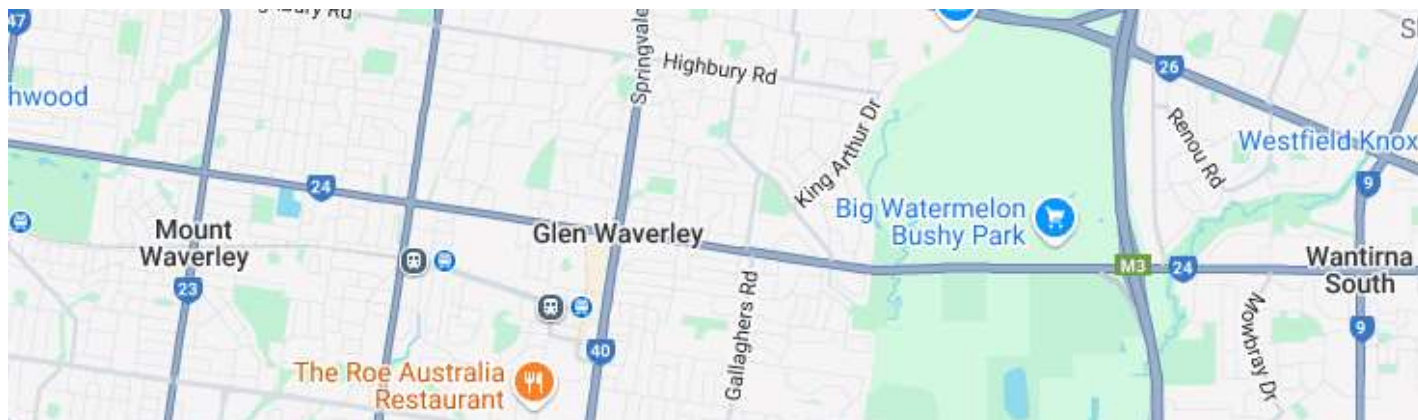 47
hwood
24
Mount
Waverley
23
Springvale
Highbury Rd
Glen Waverley
40
The Roe Australia
Restaurant
Gallaghers Rd
King Arthur Dr
Big Watermelon
Bushy Park
M3
24
26
Renou Rd
Westfield Knox
9
Wantirna
South
Mowbray Dr
9